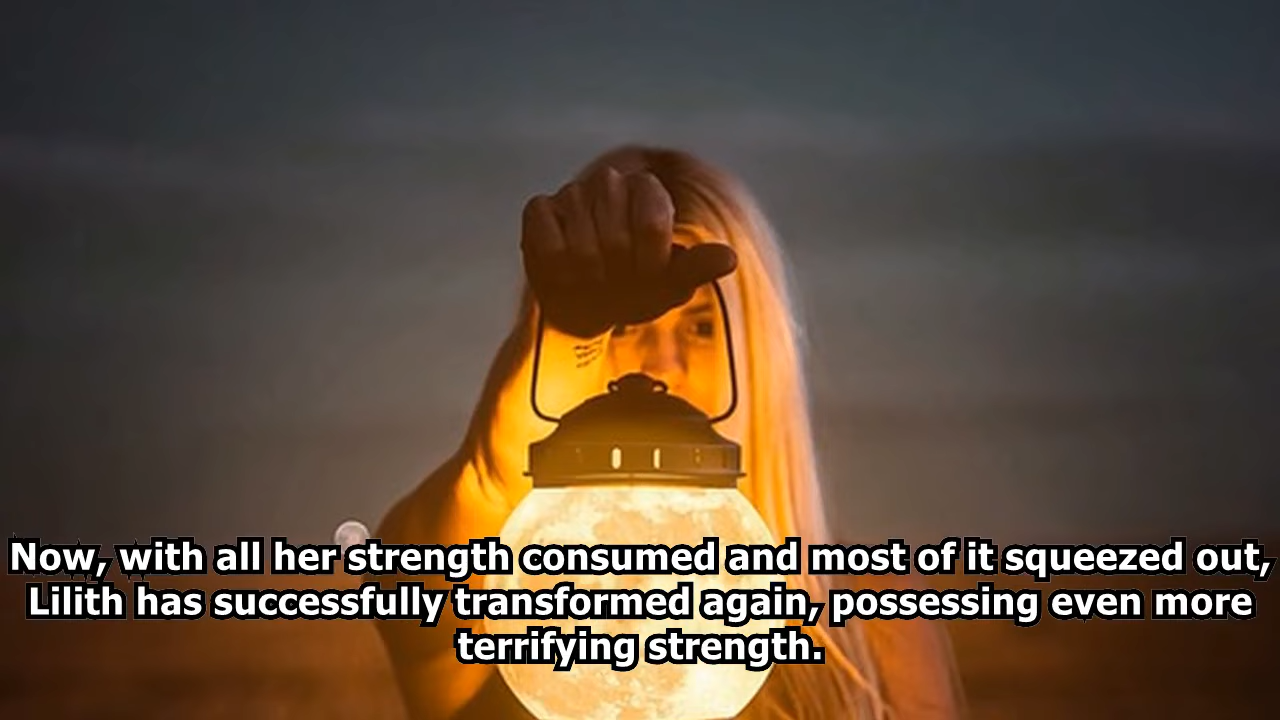 Now, with all her strength consumed and most of it squeezed out,
Lilith has successfully transformed again, possessing even more
terrifying strength.